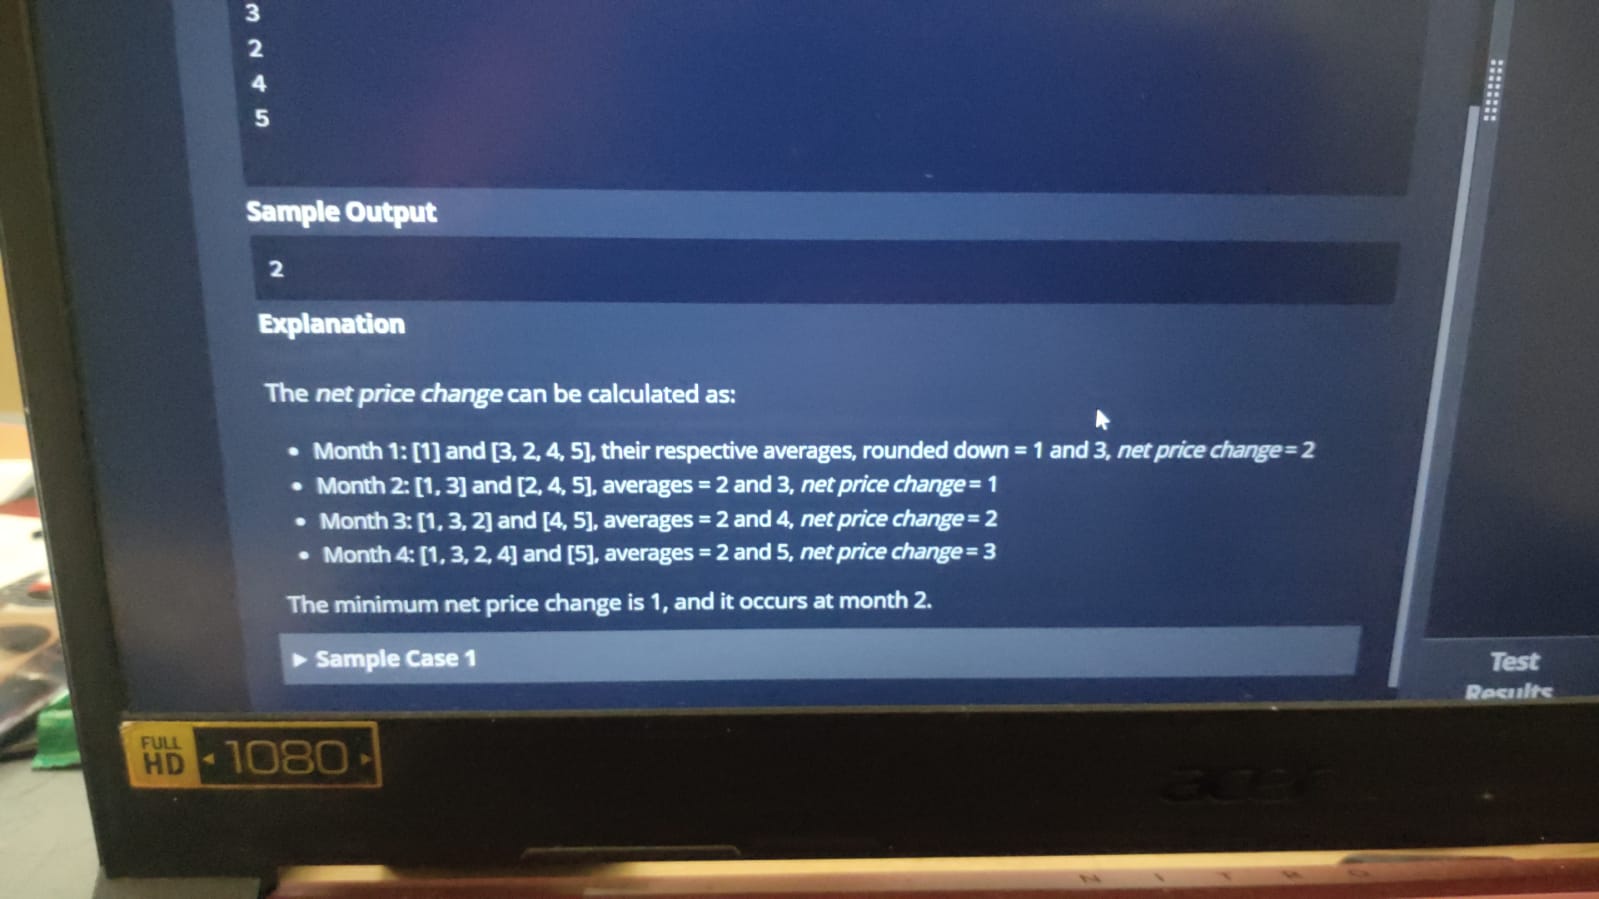 3
2
4
5
Sample Output
2
Explanation
The net price change can be calculated as:
• Month 1: [1] and [3, 2, 4, 5], their respective averages, rounded down = 1 and 3, net price change = 2
• Month 2: [1, 3] and [2, 4, 5], averages = 2 and 3, net price change = 1
• Month 3: [1, 3, 2] and [4, 5], averages = 2 and 4, net price change = 2
• Month 4: [1, 3, 2, 4] and [5], averages = 2 and 5, net price change = 3
The minimum net price change is 1, and it occurs at month 2.
▶ Sample Case 1
Test
Results
FULL
HD
1080
acer
NITRO